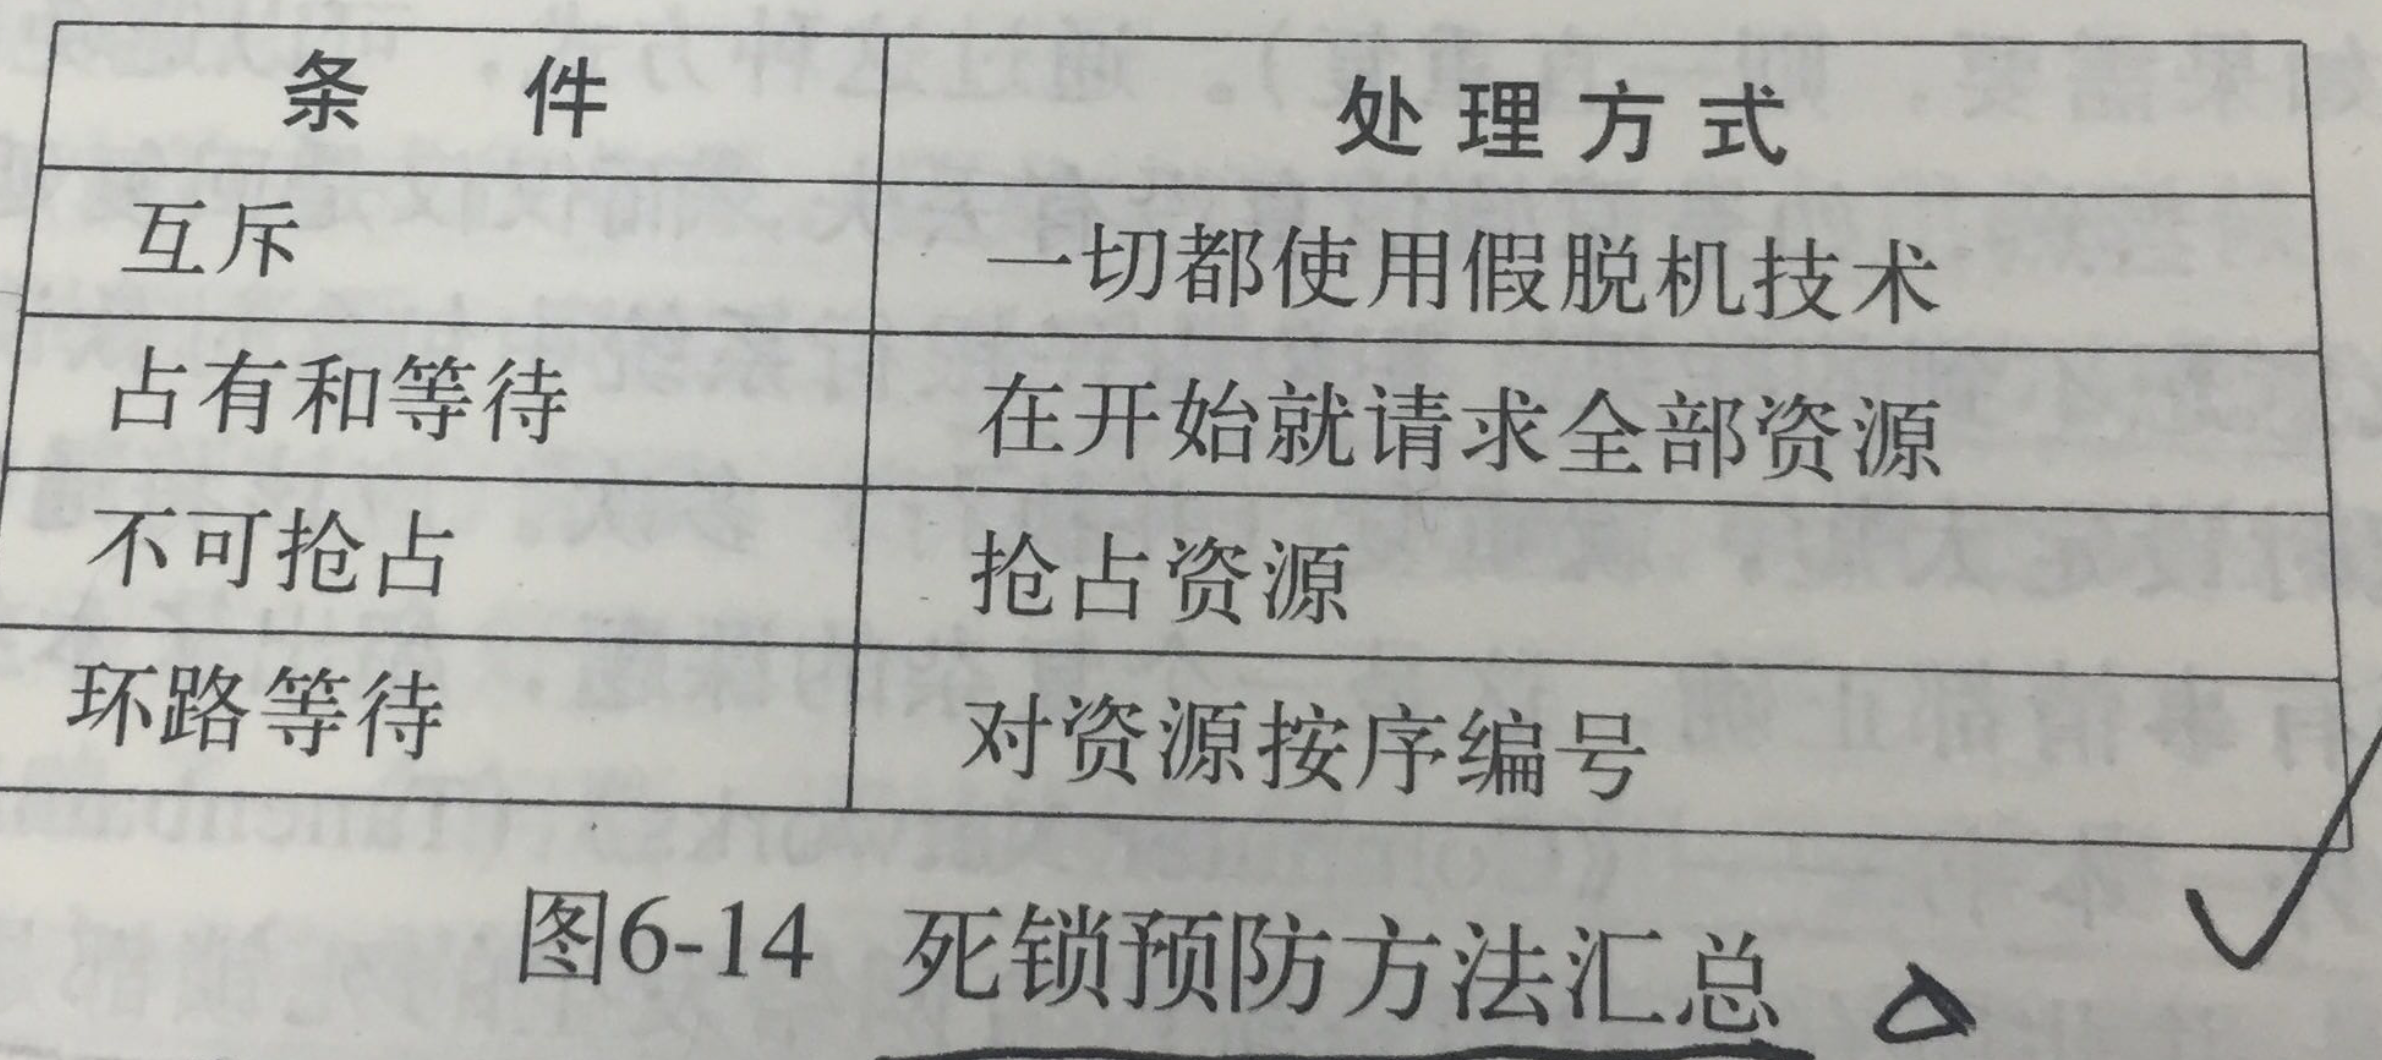 条 件 处理方式
互斥 一切都使用假脱机技术
占有和等待 在开始就请求全部资源
不可抢占 抢占资源
环路等待 对资源按序编号
图6-14 死锁预防方法汇总